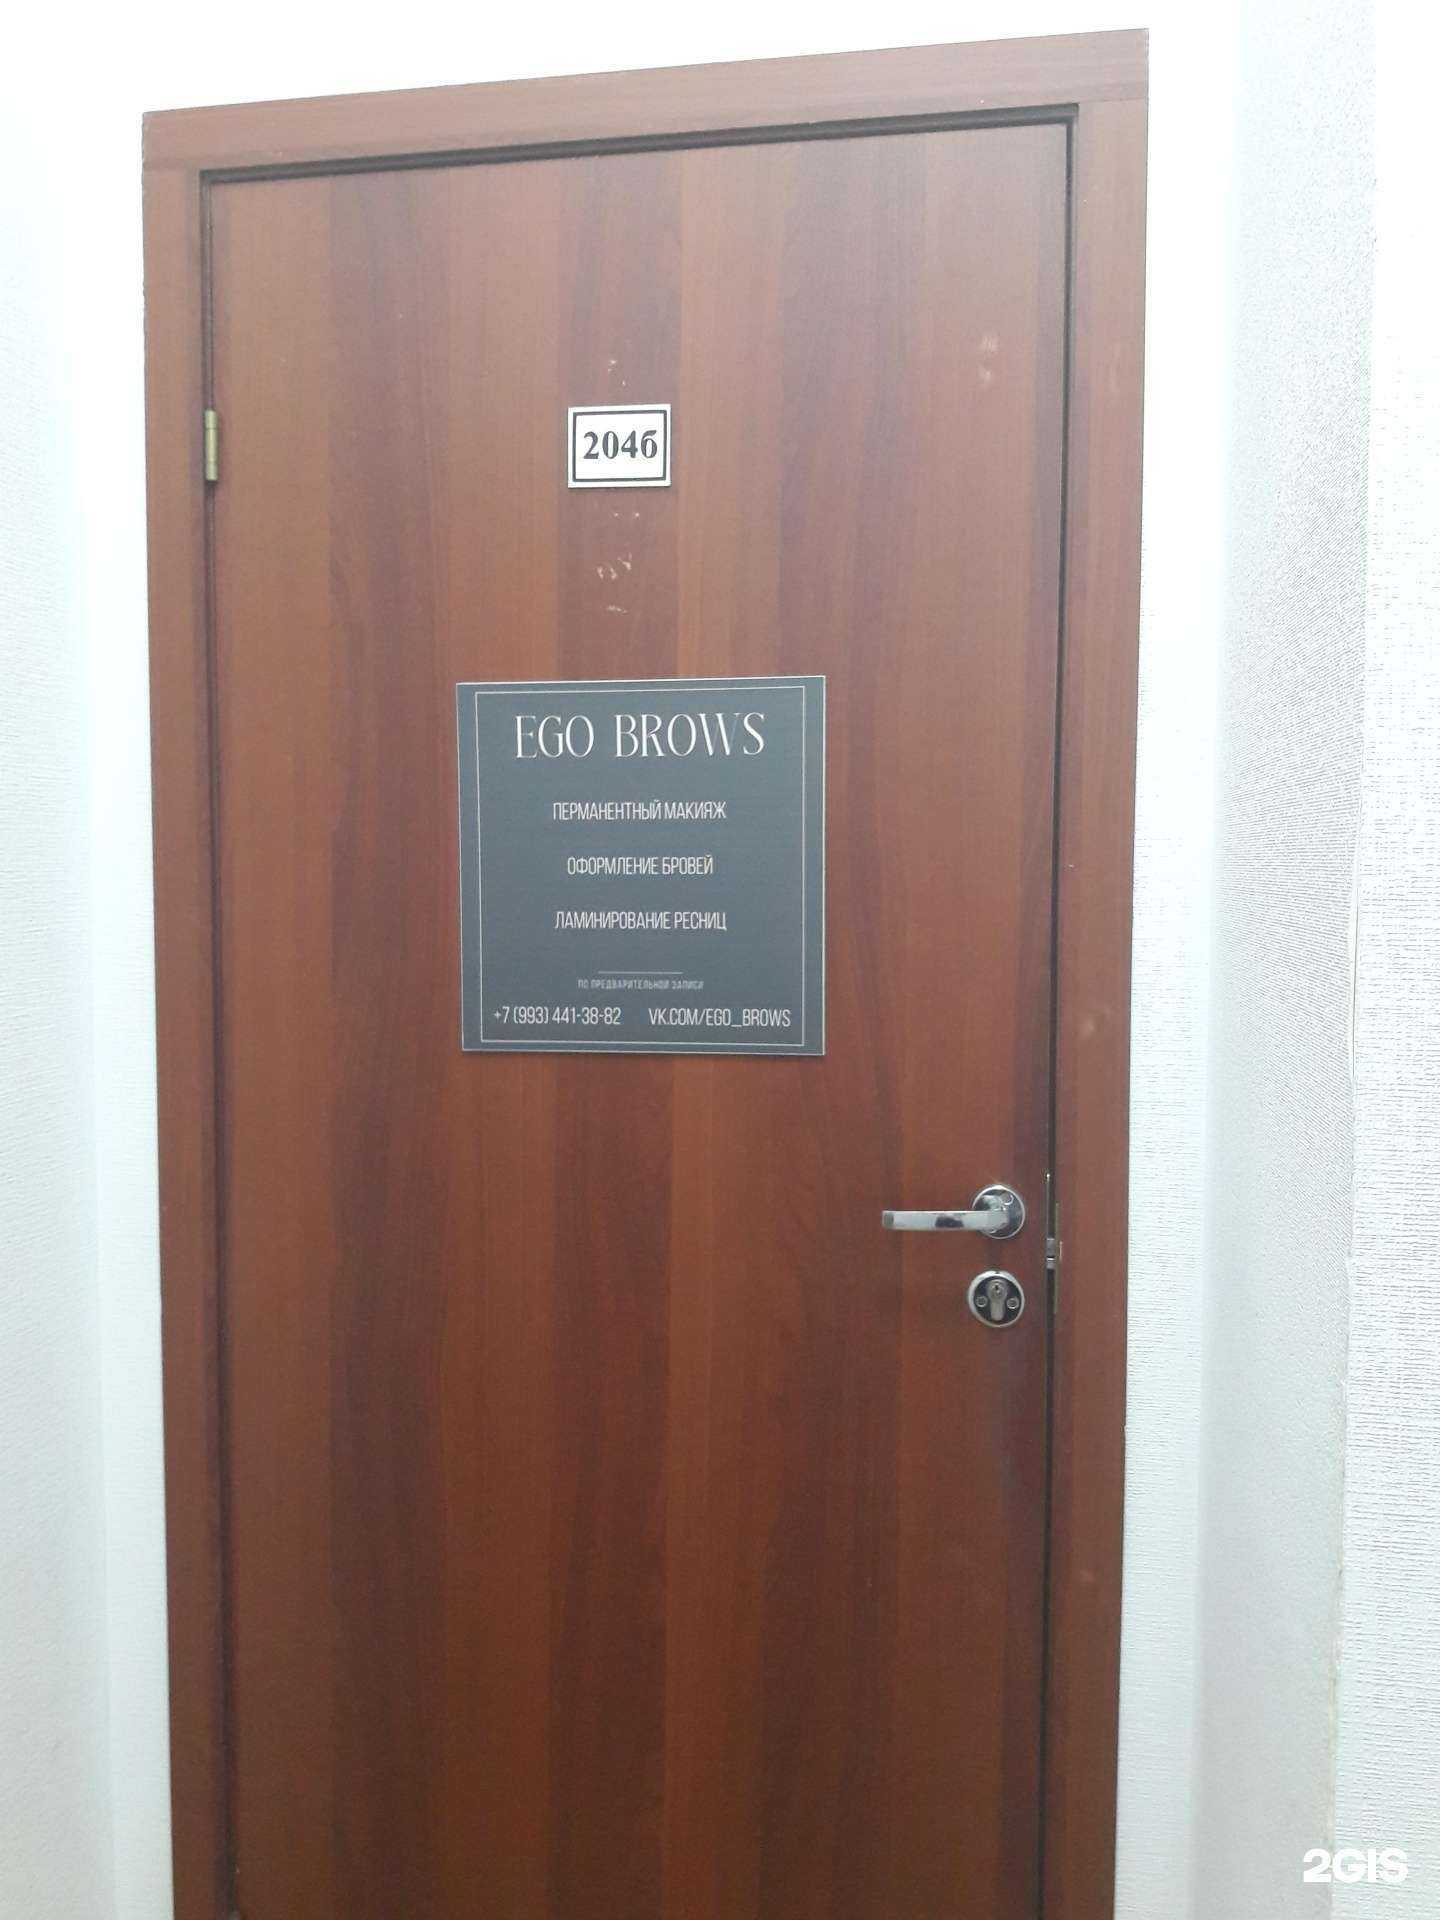 204б
EGO BROWS
ПЕРМАНЕНТНЫЙ МАКИЯЖ
ОФОРМЛЕНИЕ БРОВЕЙ
ЛАМИНИРОВАНИЕ РЕСНИЦ
ПО ПРЕДВАРИТЕЛЬНОЙ ЗАПИСИ
+7 (993) 441-38-82 VK.COM/EGO_BROWS
2GIS